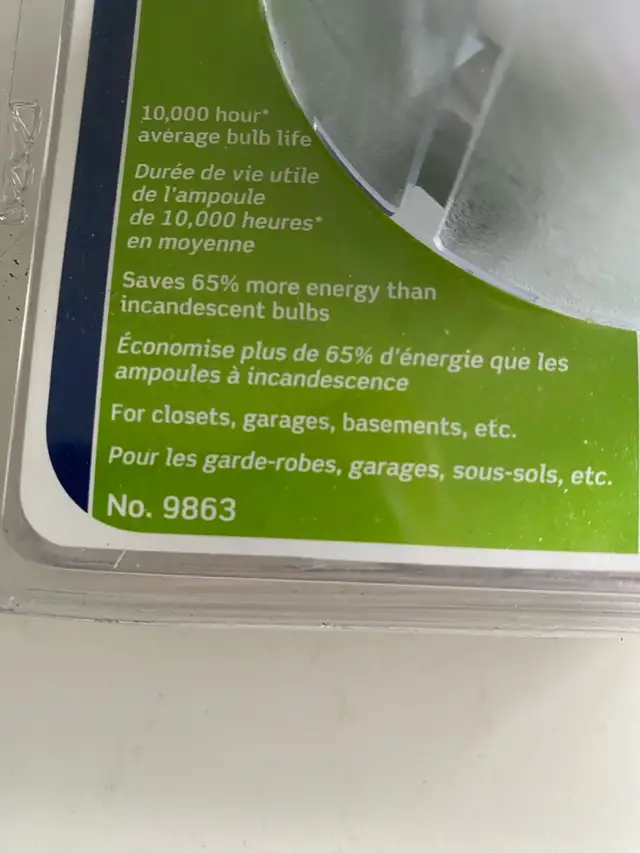 10,000 hour*
average bulb life
Durée de vie utile
de l'ampoule
de 10,000 heures*
en moyenne
Saves 65% more energy than
incandescent bulbs
Économise plus de 65% d'énergie que les
ampoules à incandescence
For closets, garages, basements, etc.
Pour les garde-robes, garages, sous-sols, etc.
No. 9863